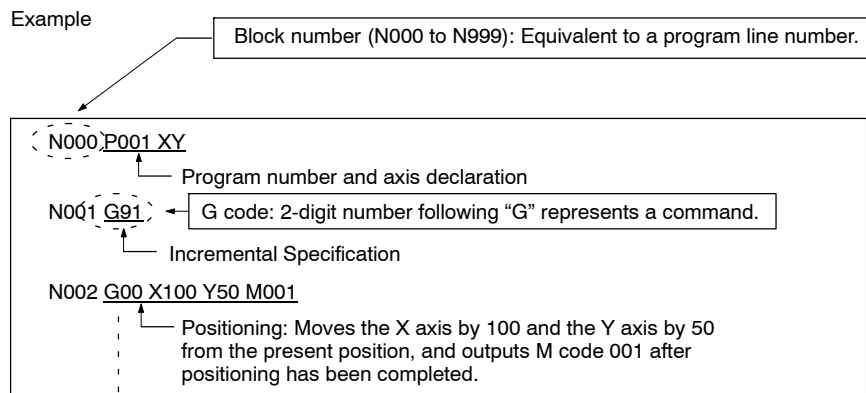 Example
Block number (N000 to N999): Equivalent to a program line number.
N000 P001 XY
Program number and axis declaration
N001 G91
G code: 2-digit number following “G” represents a command.
Incremental Specification
N002 G00 X100 Y50 M001
Positioning: Moves the X axis by 100 and the Y axis by 50
from the present position, and outputs M code 001 after
positioning has been completed.